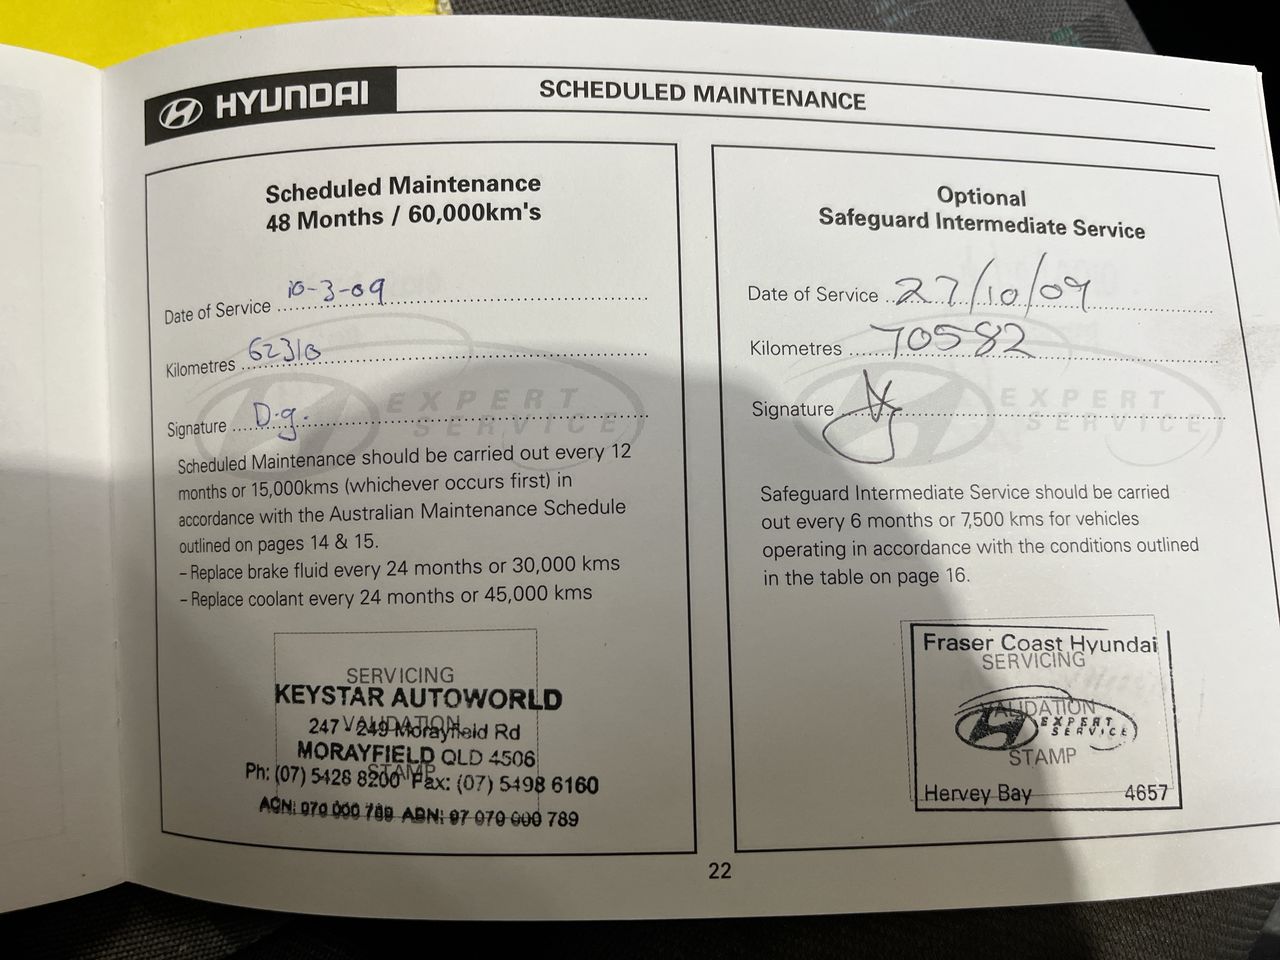 HYUNDAI
SCHEDULED MAINTENANCE
Scheduled Maintenance
48 Months / 60,000km's
Date of Service 10-3-09
Kilometres 62310
Signature D.g.
EXPERT
SERVICE
Scheduled Maintenance should be carried out every 12
months or 15,000kms (whichever occurs first) in
accordance with the Australian Maintenance Schedule
outlined on pages 14 & 15.
– Replace brake fluid every 24 months or 30,000 kms
– Replace coolant every 24 months or 45,000 kms
SERVICING
VALIDATION
STAMP
KEYSTAR AUTOWORLD
247 - 249 Morayfield Rd
MORAYFIELD QLD 4506
Ph: (07) 5428 8200 Fax: (07) 5498 6160
ACN: 070 000 789 ABN: 97 070 000 789
Optional
Safeguard Intermediate Service
Date of Service 27/10/09
Kilometres 70582
Signature
EXPERT
SERVICE
Safeguard Intermediate Service should be carried
out every 6 months or 7,500 kms for vehicles
operating in accordance with the conditions outlined
in the table on page 16.
SERVICING
VALIDATION
STAMP
Fraser Coast Hyundai
EXPERT
SERVICE
Hervey Bay 4657
22